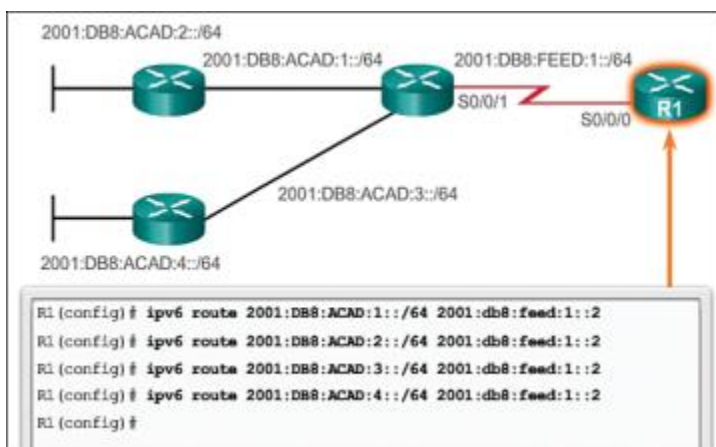 2001:DB8:ACAD:2::/64
2001:DB8:ACAD:1::/64
2001:DB8:FEED:1::/64
S0/0/1
S0/0/0
R1
2001:DB8:ACAD:3::/64
2001:DB8:ACAD:4::/64
R1(config)# ipv6 route 2001:DB8:ACAD:1::/64 2001:db8:feed:1::2
R1(config)# ipv6 route 2001:DB8:ACAD:2::/64 2001:db8:feed:1::2
R1(config)# ipv6 route 2001:DB8:ACAD:3::/64 2001:db8:feed:1::2
R1(config)# ipv6 route 2001:DB8:ACAD:4::/64 2001:db8:feed:1::2
R1(config)#